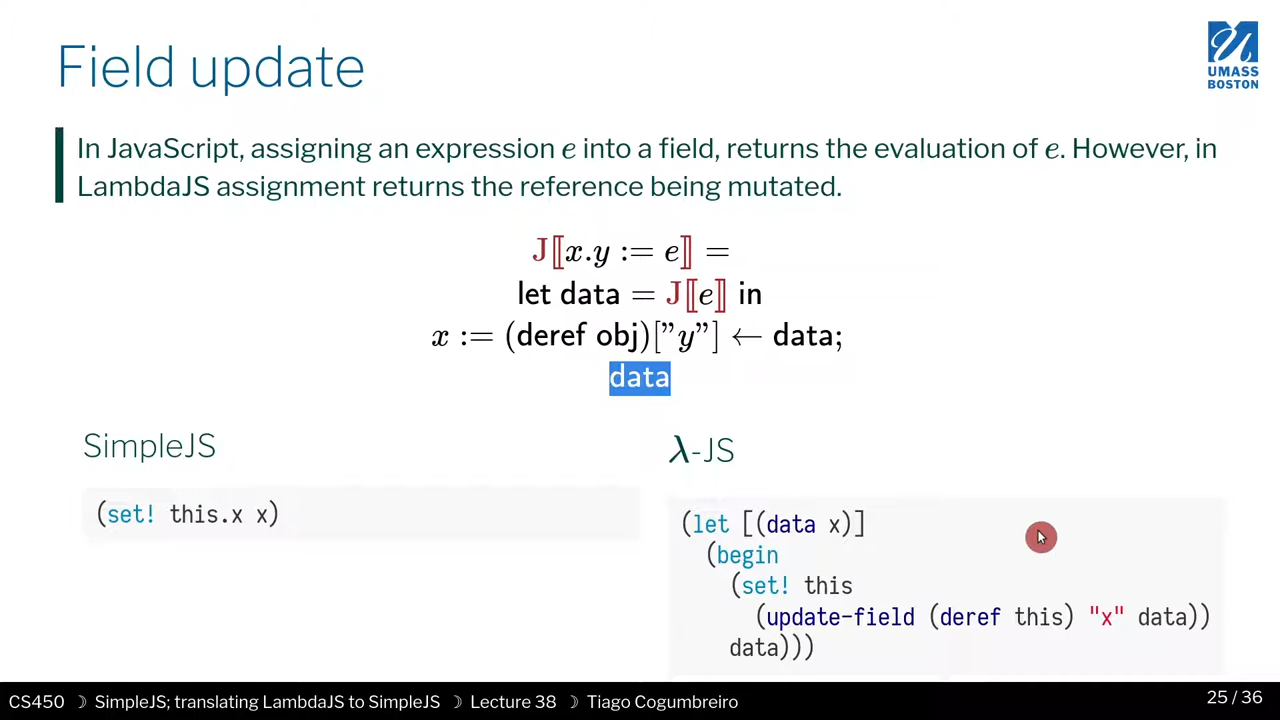 Field update
UMASS
BOSTON
In JavaScript, assigning an expression e into a field, returns the evaluation of e. However, in
LambdaJS assignment returns the reference being mutated.
J⟦x.y := e⟧ =
let data = J⟦e⟧ in
x := (deref obj)[”y”] ← data;
data
SimpleJS
(set! this.x x)
λ-JS
(let [(data x)]
(begin
(set! this
(update-field (deref this) "x" data))
data)))
CS450 ☽ SimpleJS; translating LambdaJS to SimpleJS ☽ Lecture 38 ☽ Tiago Cogumbreiro
25 / 36